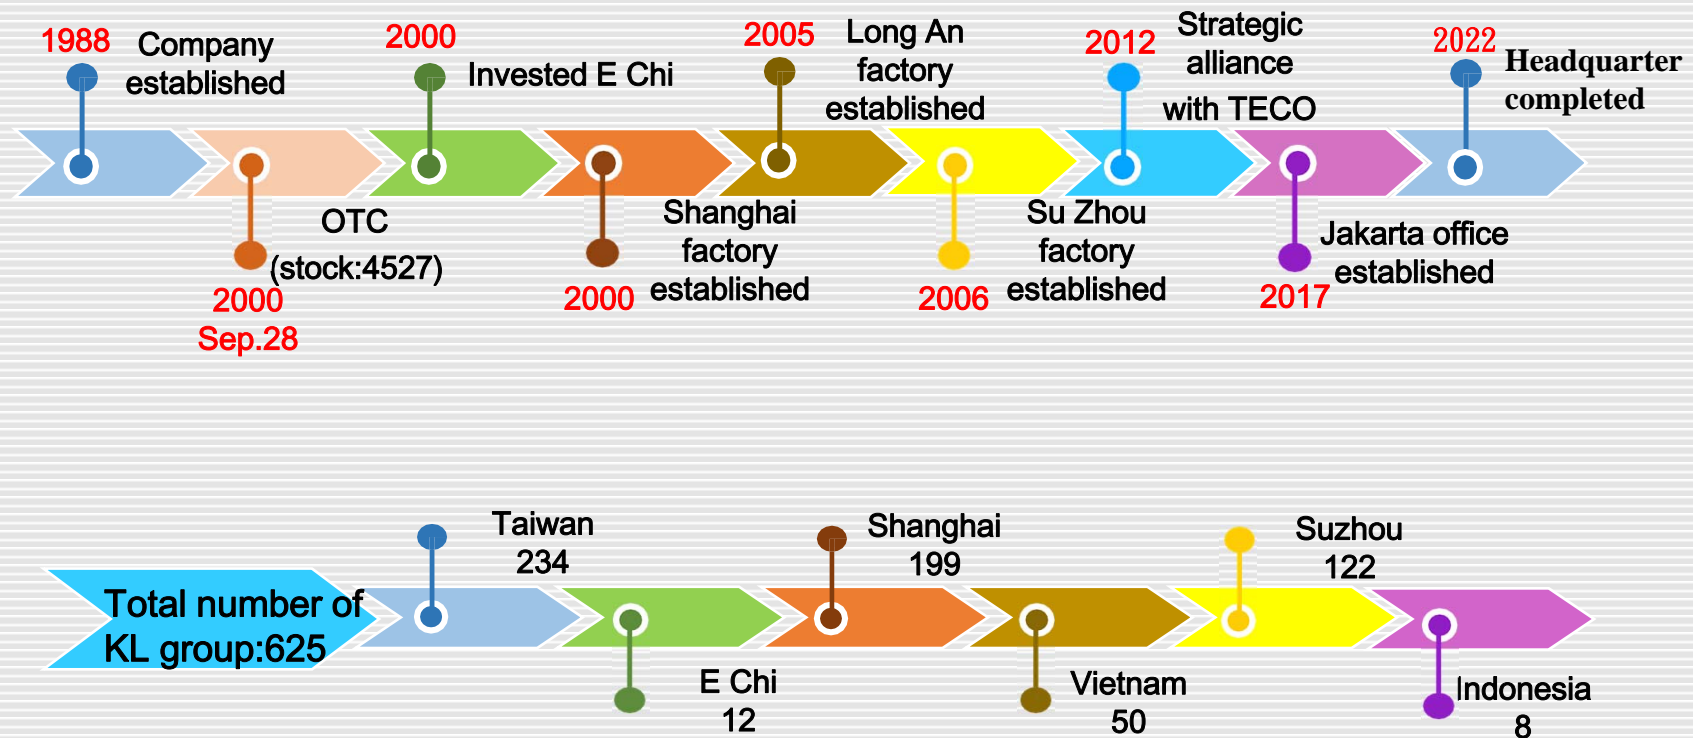 1988
Company
established
2000
Sep.28
OTC
(stock:4527)
2000
Invested E Chi
2000
Shanghai
factory
established
2005
Long An
factory
established
2006
Su Zhou
factory
established
2012
Strategic
alliance
with TECO
2017
Jakarta office
established
2022
Headquarter
completed
Total number of
KL group:625
Taiwan
234
E Chi
12
Shanghai
199
Vietnam
50
Suzhou
122
Indonesia
8